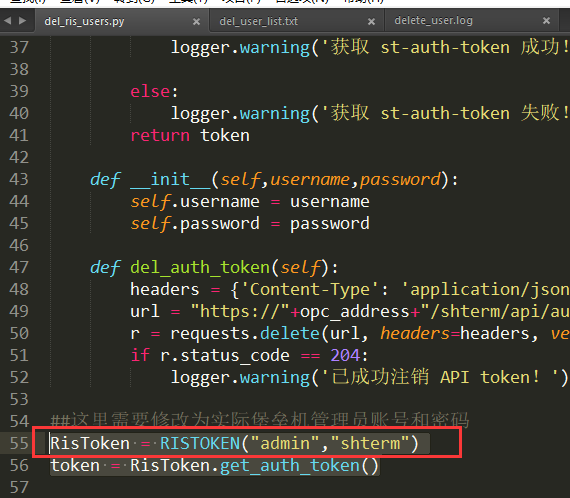 del_ris_users.py × del_user_list.txt × delete_user.log ×
37 logger.warning('获取 st-auth-token 成功!
38
39 else:
40 logger.warning('获取 st-auth-token 失败!
41 return token
42
43 def __init__(self,username,password):
44 self.username = username
45 self.password = password
46
47 def del_auth_token(self):
48 headers = {'Content-Type': 'application/json
49 url = "https://"+opc_address+"/shterm/api/au
50 r = requests.delete(url, headers=headers, ve
51 if r.status_code == 204:
52 logger.warning('已成功注销 API token！')
53
54 ##这里需要修改为实际堡垒机管理员账号和密码
55 RisToken = RISTOKEN("admin","shterm")
56 token = RisToken.get_auth_token()
57